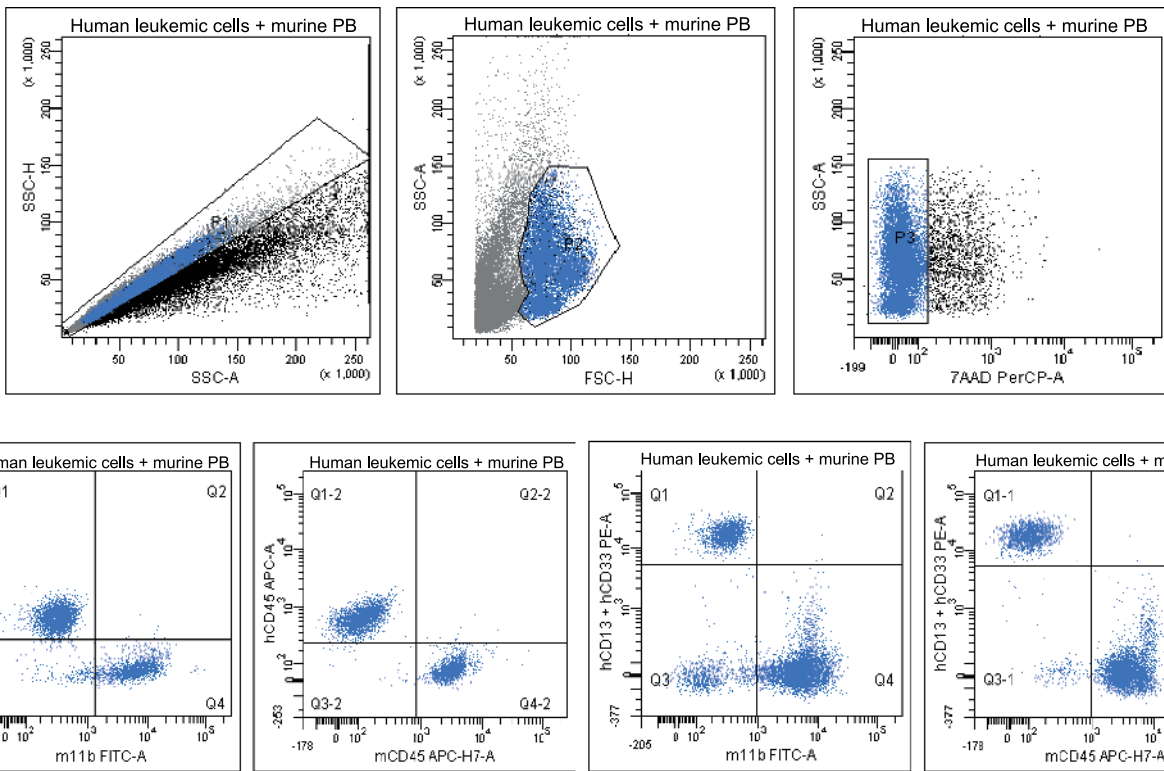 Human leukemic cells + murine PB
(x 1,000)
250
200
150
100
50
SSC-H
P1
50 100 150 200 250
(x 1,000)
SSC-A
Human leukemic cells + murine PB
(x 1,000)
250
200
150
100
50
SSC-A
P2
50 100 150 200 250
FSC-H (x 1,000)
Human leukemic cells + murine PB
(x 1,000)
250
200
150
100
50
SSC-A
P3
-199 0 10² 10³ 10⁴ 10⁵
7AAD PerCP-A
man leukemic cells + murine PB
Q1 Q2
Q4
0 10² 10³ 10⁴ 10⁵
m11b FITC-A
Human leukemic cells + murine PB
Q1-2 Q2-2
10⁵
10⁴
10³
10²
0
-253
hCD45 APC-A
Q3-2 Q4-2
-178 0 10² 10³ 10⁴ 10⁵
mCD45 APC-H7-A
Human leukemic cells + murine PB
Q1 Q2
10⁵
10⁴
10³
0
-377
hCD13 + hCD33 PE-A
Q3 Q4
-205 0 10² 10³ 10⁴ 10⁵
m11b FITC-A
Human leukemic cells + m
Q1-1
10⁵
10⁴
10³
0
-377
hCD13 + hCD33 PE-A
Q3-1
-178 0 10² 10³ 10⁴
mCD45 APC-H7-A